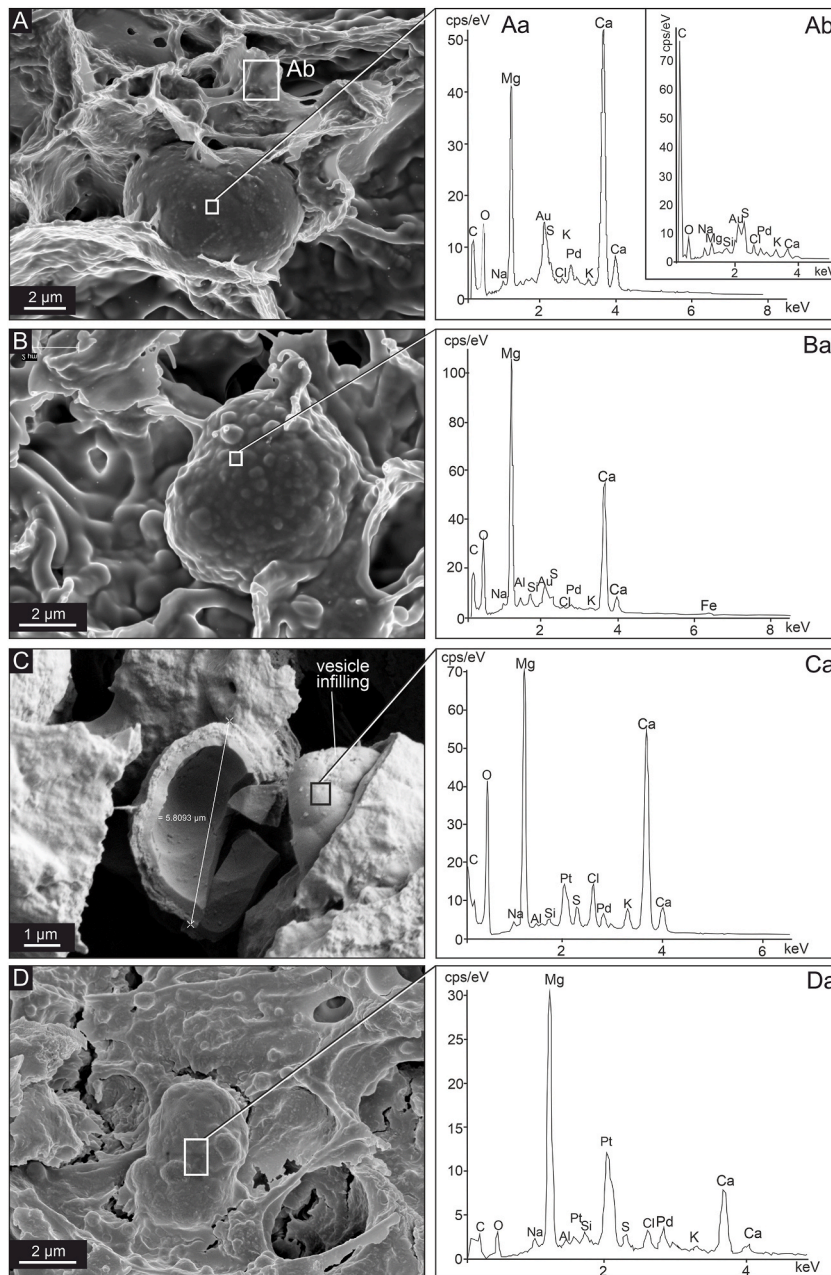 A
Ab
2 µm
cps/eV
Aa
50
40
30
20
10
Ca
Mg
C
O
Na
Au
S
K
Pd
Cl
K
Ca
2
4
6
8
keV
cps/eV
Ab
C
70
60
50
40
30
20
10
O
Na
Mg
Si
Au
S
Cl
Pd
K
Ca
2
4
keV
B
2 µm
2 µm
cps/eV
Ba
100
80
60
40
20
Mg
Ca
C
O
Na
Al
Si
Au
S
Cl
Pd
K
Ca
Fe
2
4
6
8
keV
C
vesicle
infilling
= 5.8093 µm
1 µm
cps/eV
Ca
70
60
50
40
30
20
10
0
Mg
Ca
O
C
Na
Al
Si
Pt
S
Cl
Pd
K
Ca
2
4
6
keV
D
2 µm
cps/eV
Da
30
25
20
15
10
5
0
Mg
Pt
Ca
C
O
Na
Al
Pt
Si
S
Cl
Pd
K
Ca
2
4
keV